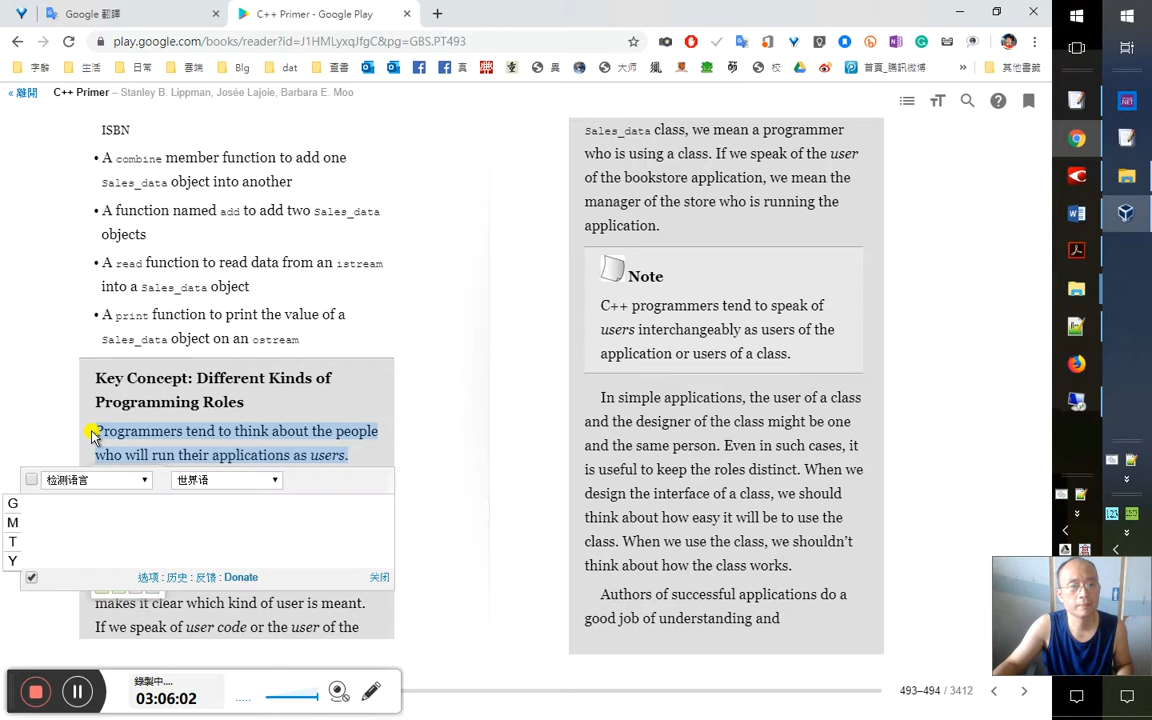 Google 翻譯
C++ Primer - Google Play
play.google.com/books/reader?id=J1HMLyxqJfgC&pg=GBS.PT493
字辭
生活
日常
雲端
Blg
dat
查書
真
異
大师
校
首頁_騰訊微博
其他書籤
« 離開
C++ Primer – Stanley B. Lippman, Josée Lajoie, Barbara E. Moo
ISBN
• A combine member function to add one
Sales_data object into another
• A function named add to add two Sales_data
objects
• A read function to read data from an istream
into a Sales_data object
• A print function to print the value of a
Sales_data object on an ostream
Key Concept: Different Kinds of
Programming Roles
Programmers tend to think about the people
who will run their applications as users.
检测语言
世界语
G
M
T
Y
选项 : 历史 : 反馈 : Donate
关闭
makes it clear which kind of user is meant.
If we speak of user code or the user of the
Sales_data class, we mean a programmer
who is using a class. If we speak of the user
of the bookstore application, we mean the
manager of the store who is running the
application.
Note
C++ programmers tend to speak of
users interchangeably as users of the
application or users of a class.
In simple applications, the user of a class
and the designer of the class might be one
and the same person. Even in such cases, it
is useful to keep the roles distinct. When we
design the interface of a class, we should
think about how easy it will be to use the
class. When we use the class, we shouldn't
think about how the class works.
Authors of successful applications do a
good job of understanding and
493–494 / 3412
錄製中...
03:06:02